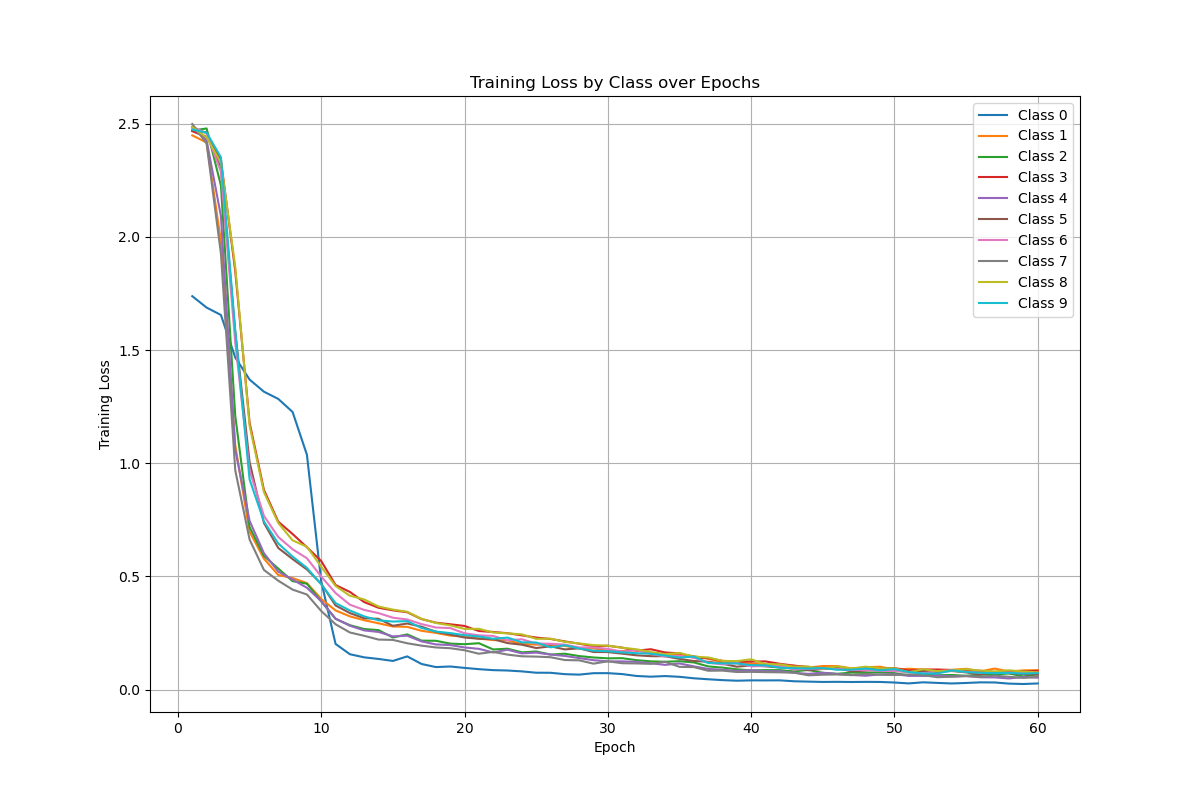 Training Loss by Class over Epochs
Training Loss
2.5
2.0
1.5
1.0
0.5
0.0
0 10 20 30 40 50 60
Epoch
Class 0
Class 1
Class 2
Class 3
Class 4
Class 5
Class 6
Class 7
Class 8
Class 9